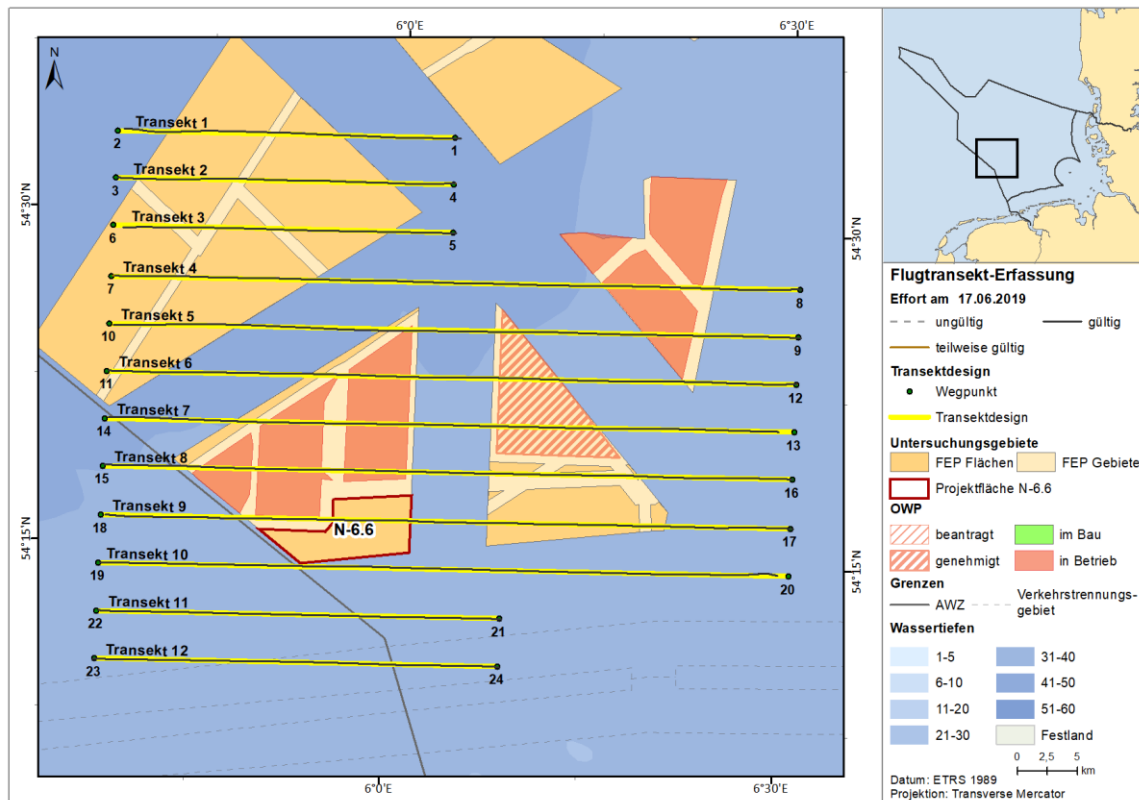 6°0'E
6°30'E
N
Transekt 1
2
1
Transekt 2
3
4
54°30'N
54°30'N
Transekt 3
6
5
Transekt 4
7
8
Transekt 5
10
9
Transekt 6
11
12
Transekt 7
14
13
Transekt 8
15
16
Transekt 9
18
17
N-6.6
54°15'N
54°15'N
Transekt 10
19
20
Transekt 11
22
21
Transekt 12
23
24
6°0'E
6°30'E
Flugtransekt-Erfassung
Effort am 17.06.2019
ungültig
gültig
teilweise gültig
Transektdesign
Wegpunkt
Transektdesign
Untersuchungsgebiete
FEP Flächen
FEP Gebiete
Projektfläche N-6.6
OWP
beantragt
im Bau
genehmigt
in Betrieb
Grenzen
AWZ
Verkehrstrennungs-
gebiet
Wassertiefen
1-5
31-40
6-10
41-50
11-20
51-60
21-30
Festland
0 2,5 5
km
Datum: ETRS 1989
Projektion: Transverse Mercator